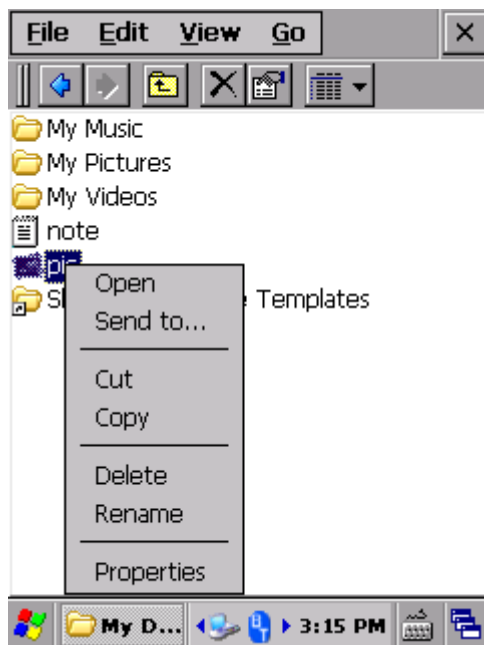 File Edit View Go
My Music
My Pictures
My Videos
note
Templates
Open
Send to...
Cut
Copy
Delete
Rename
Properties
My D... 3:15 PM